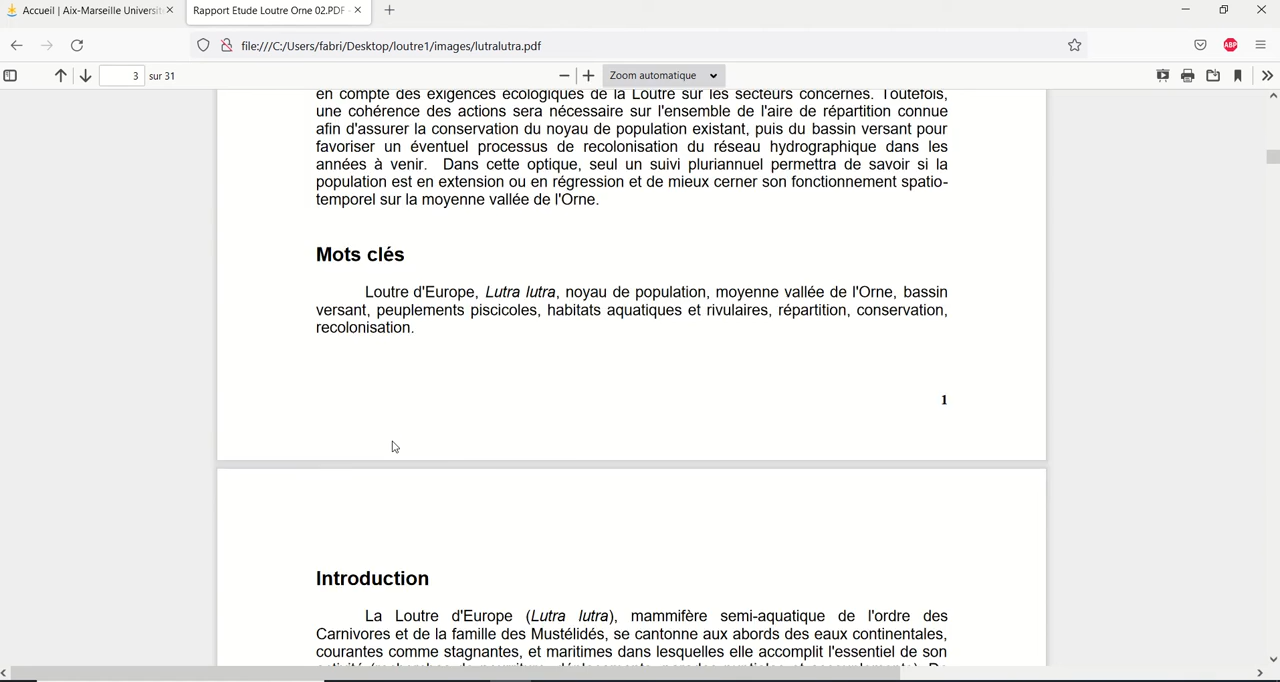 Accueil | Aix-Marseille Universit
Rapport Etude Loutre Orne 02.PDF
file:///C:/Users/fabri/Desktop/loutre1/images/lutralutra.pdf
ABP
3 sur 31
Zoom automatique
en compte des exigences écologiques de la Loutre sur les secteurs concernés. Toutefois,
une cohérence des actions sera nécessaire sur l'ensemble de l'aire de répartition connue
afin d'assurer la conservation du noyau de population existant, puis du bassin versant pour
favoriser un éventuel processus de recolonisation du réseau hydrographique dans les
années à venir. Dans cette optique, seul un suivi pluriannuel permettra de savoir si la
population est en extension ou en régression et de mieux cerner son fonctionnement spatio-
temporel sur la moyenne vallée de l'Orne.
Mots clés
Loutre d'Europe, Lutra lutra, noyau de population, moyenne vallée de l'Orne, bassin
versant, peuplements piscicoles, habitats aquatiques et rivulaires, répartition, conservation,
recolonisation.
1
Introduction
La Loutre d'Europe (Lutra lutra), mammifère semi-aquatique de l'ordre des
Carnivores et de la famille des Mustélidés, se cantonne aux abords des eaux continentales,
courantes comme stagnantes, et maritimes dans lesquelles elle accomplit l'essentiel de son